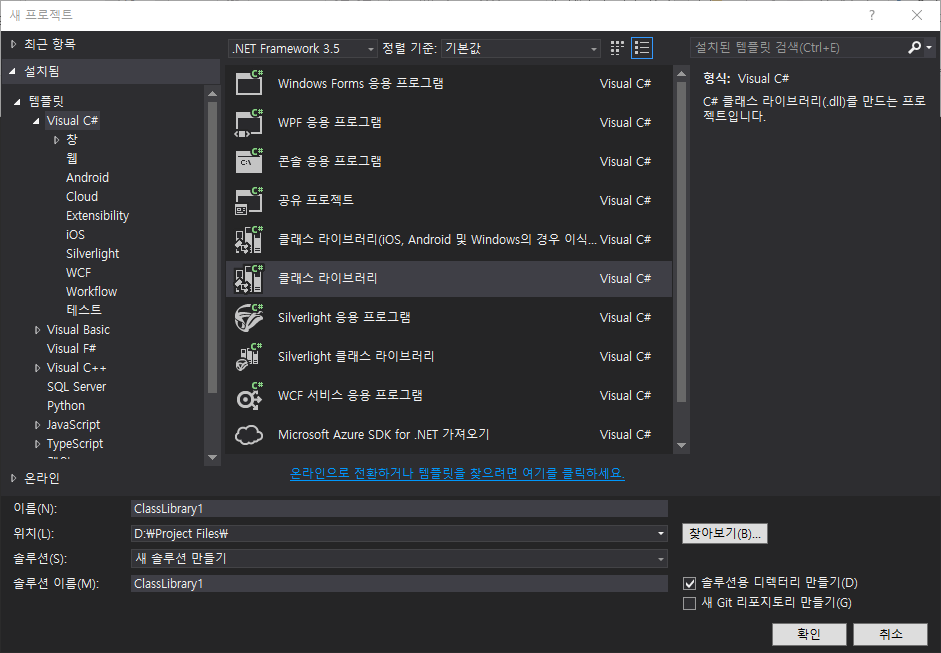 새 프로젝트
?
최근 항목
.NET Framework 3.5
정렬 기준:
기본값
설치된 템플릿 검색(Ctrl+E)
설치됨
템플릿
Visual C#
창
웹
Android
Cloud
Extensibility
iOS
Silverlight
WCF
Workflow
테스트
Visual Basic
Visual F#
Visual C++
SQL Server
Python
JavaScript
TypeScript
온라인
Windows Forms 응용 프로그램 Visual C#
WPF 응용 프로그램 Visual C#
콘솔 응용 프로그램 Visual C#
공유 프로젝트 Visual C#
클래스 라이브러리(iOS, Android 및 Windows의 경우 이식... Visual C#
클래스 라이브러리 Visual C#
Silverlight 응용 프로그램 Visual C#
Silverlight 클래스 라이브러리 Visual C#
WCF 서비스 응용 프로그램 Visual C#
Microsoft Azure SDK for .NET 가져오기 Visual C#
온라인으로 전환하거나 템플릿을 찾으려면 여기를 클릭하세요.
형식: Visual C#
C# 클래스 라이브러리(.dll)를 만드는 프로
젝트입니다.
이름(N): ClassLibrary1
위치(L): D:₩Project Files₩ 찾아보기(B)...
솔루션(S): 새 솔루션 만들기
솔루션 이름(M): ClassLibrary1
솔루션용 디렉터리 만들기(D)
새 Git 리포지토리 만들기(G)
확인 취소